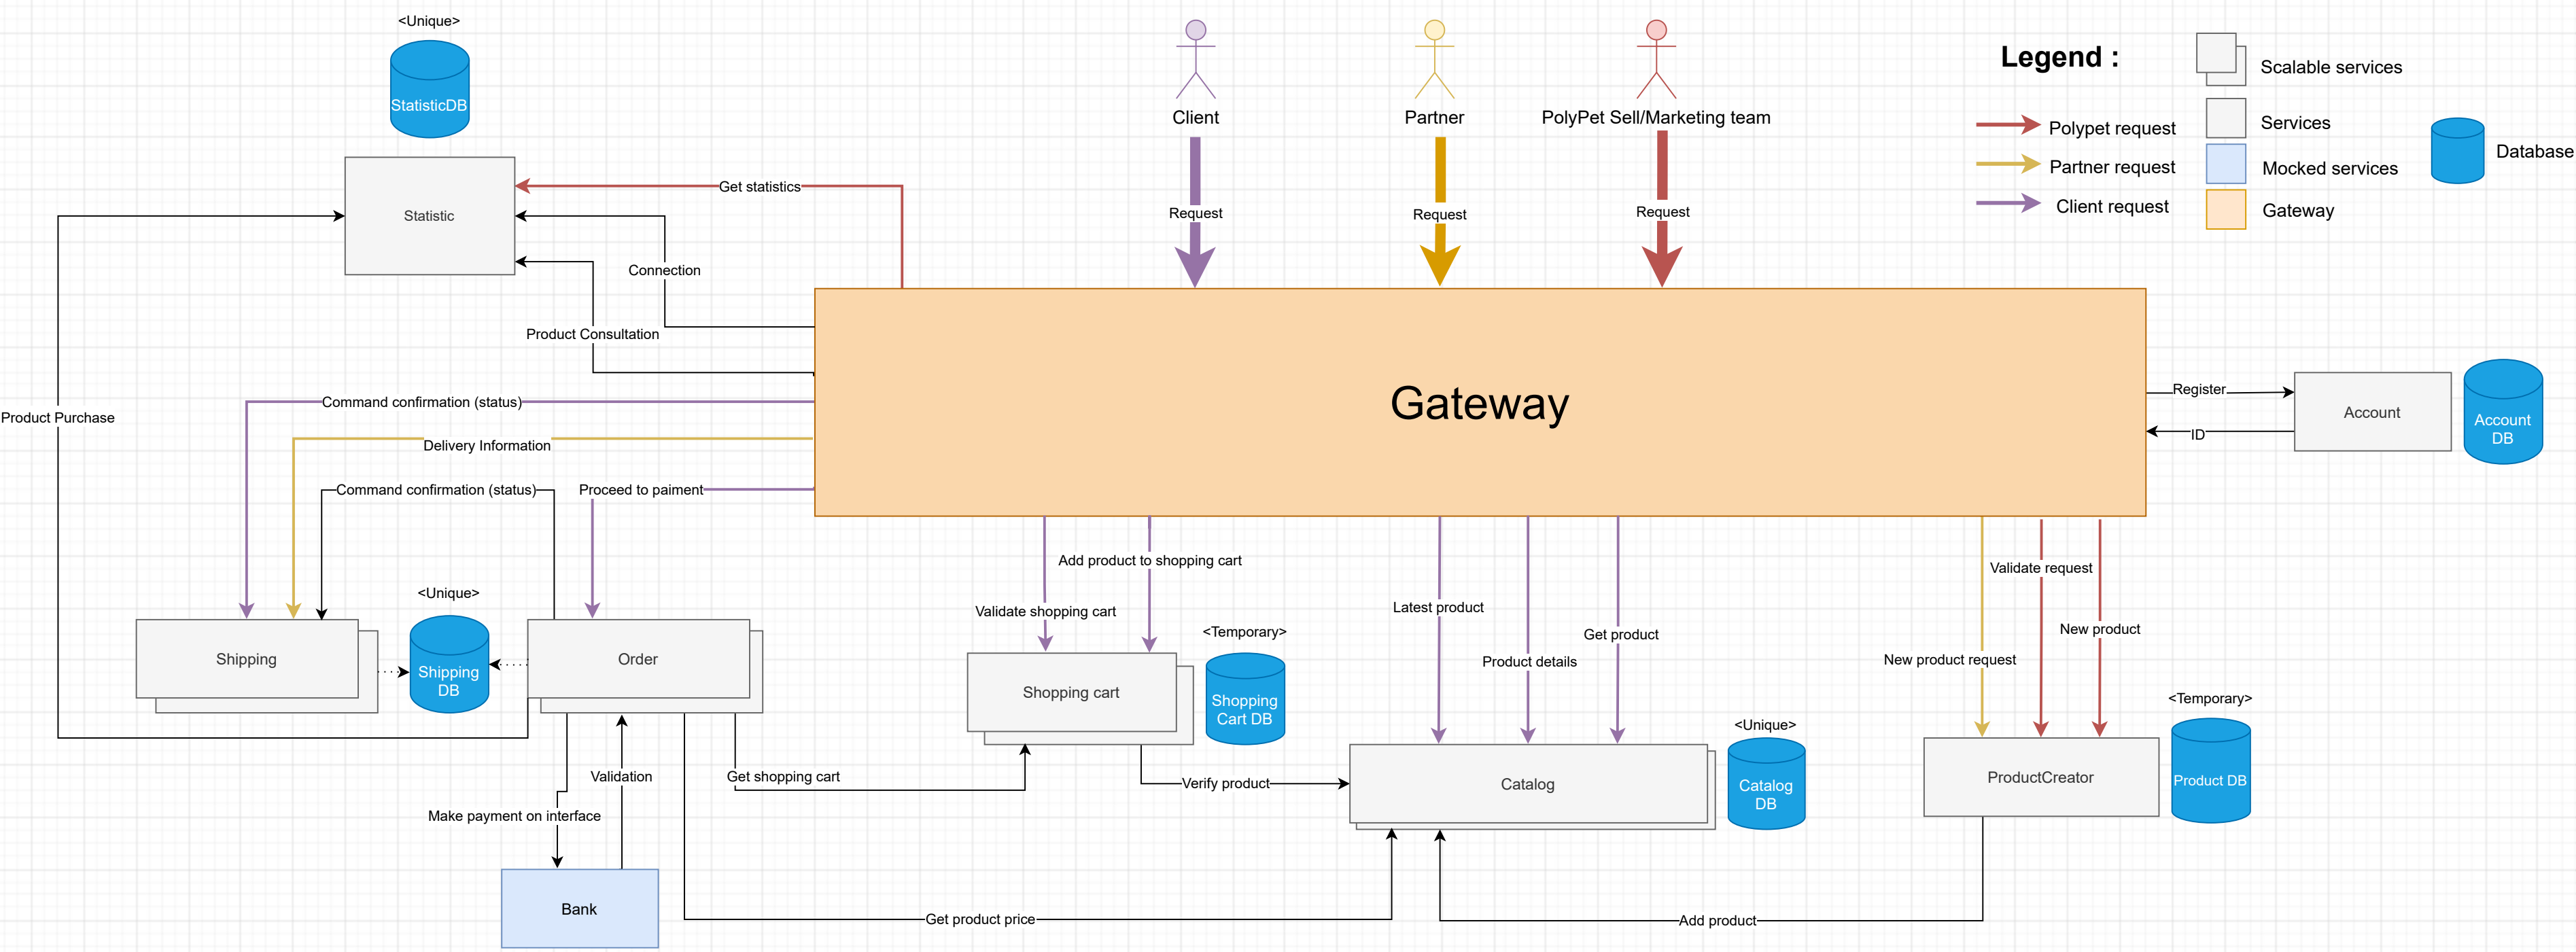 <Unique>
StatisticDB
Client
Partner
PolyPet Sell/Marketing team
Legend :
Polypet request
Partner request
Client request
Scalable services
Services
Mocked services
Gateway
Database
Statistic
Get statistics
Request
Request
Request
Connection
Product Consultation
Product Purchase
Command confirmation (status)
Delivery Information
Command confirmation (status)
Proceed to paiment
Gateway
Register
ID
Account
Account
DB
<Unique>
Shipping
Shipping
DB
Order
Add product to shopping cart
Validate shopping cart
<Temporary>
Shopping cart
Shopping
Cart DB
Latest product
Product details
Get product
Validate request
New product
New product request
<Temporary>
ProductCreator
Product DB
<Unique>
Catalog
Catalog
DB
Validation
Get shopping cart
Verify product
Make payment on interface
Bank
Get product price
Add product